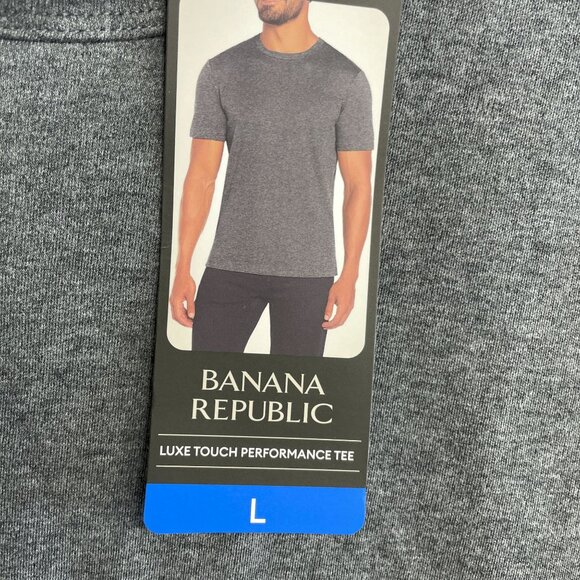 BANANA
REPUBLIC
LUXE TOUCH PERFORMANCE TEE
L